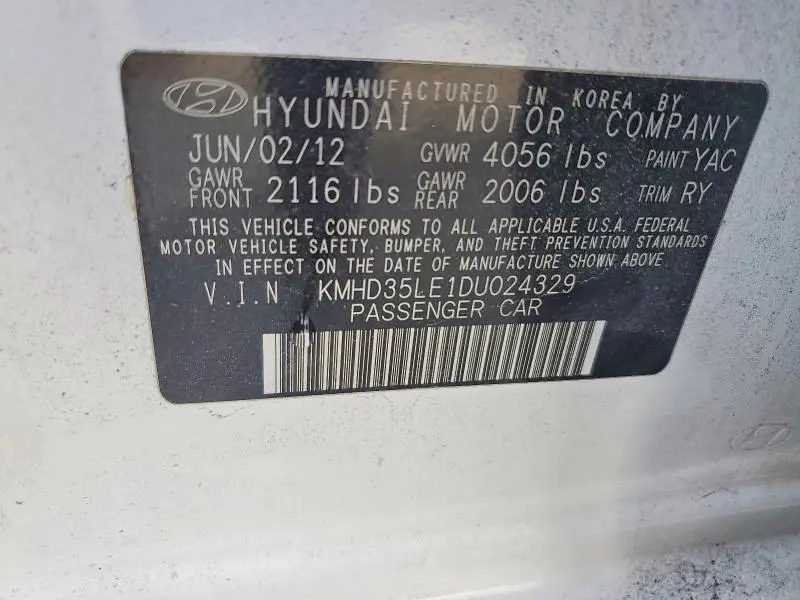 MANUFACTURED IN KOREA BY
HYUNDAI MOTOR COMPANY
JUN/02/12 GVWR 4056 lbs PAINT YAC
GAWR FRONT 2116 lbs GAWR REAR 2006 lbs TRIM RY
THIS VEHICLE CONFORMS TO ALL APPLICABLE U.S.A. FEDERAL
MOTOR VEHICLE SAFETY, BUMPER, AND THEFT PREVENTION STANDARDS
IN EFFECT ON THE DATE OF MANUFACTURE SHOWN ABOVE
V.I.N KMHD35LE1DU024329
PASSENGER CAR